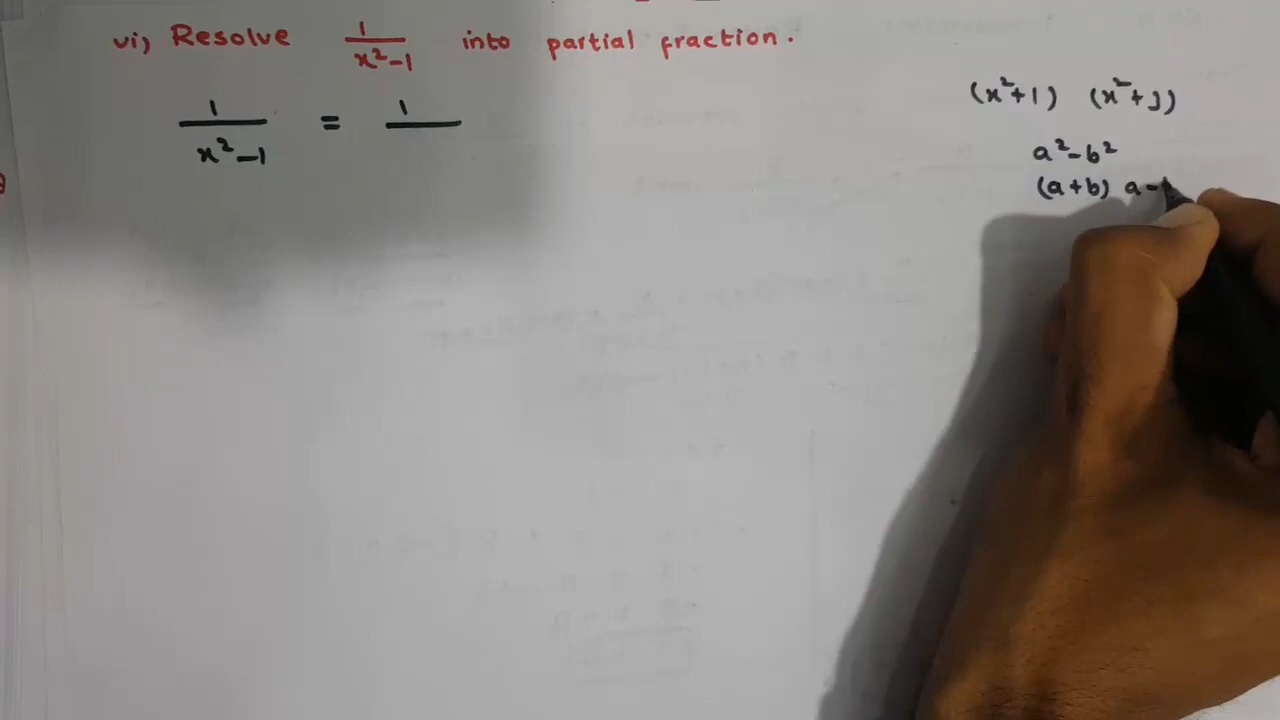 vi) Resolve 1/(x²-1) into partial fraction.
1/(x²-1) = 1/
(x²+1) (x²+J)
a²-b²
(a+b) a-